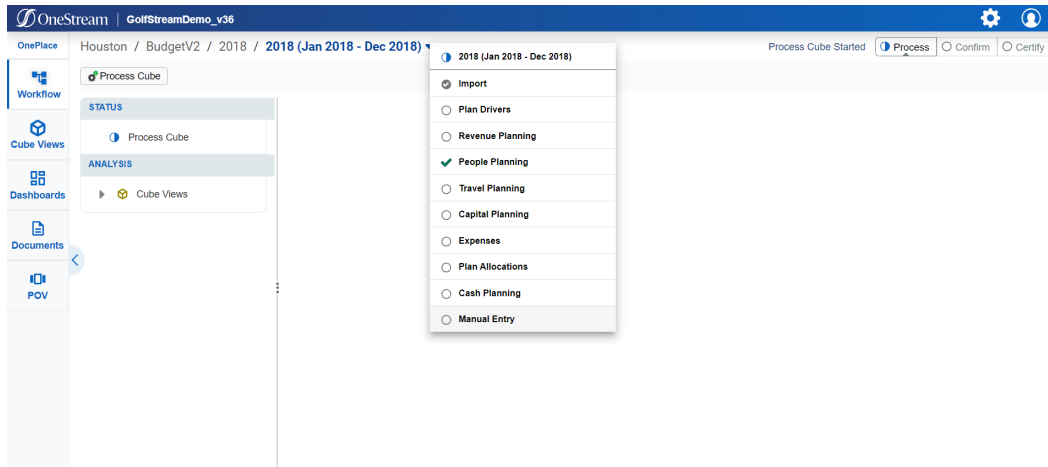 OneStream | GolfStreamDemo_v36
OnePlace
Houston / BudgetV2 / 2018 / 2018 (Jan 2018 - Dec 2018)
Process Cube Started
Process
Confirm
Certify
Process Cube
Workflow
Cube Views
Dashboards
Documents
POV
STATUS
Process Cube
ANALYSIS
Cube Views
2018 (Jan 2018 - Dec 2018)
Import
Plan Drivers
Revenue Planning
People Planning
Travel Planning
Capital Planning
Expenses
Plan Allocations
Cash Planning
Manual Entry